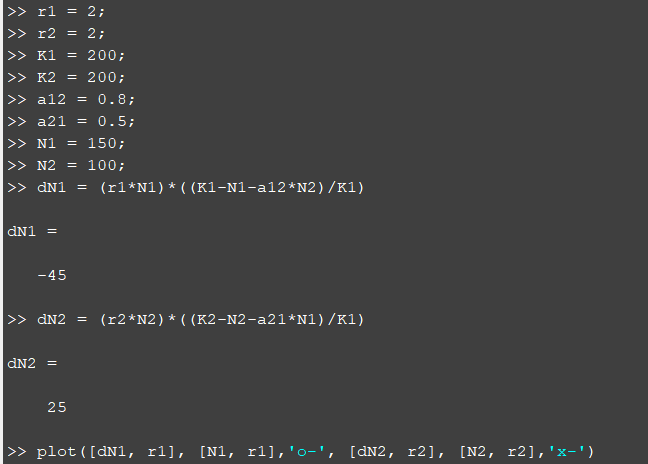 >> r1 = 2;
>> r2 = 2;
>> K1 = 200;
>> K2 = 200;
>> a12 = 0.8;
>> a21 = 0.5;
>> N1 = 150;
>> N2 = 100;
>> dN1 = (r1*N1)*((K1-N1-a12*N2)/K1)
dN1 =
-45
>> dN2 = (r2*N2)*((K2-N2-a21*N1)/K1)
dN2 =
25
>> plot([dN1, r1], [N1, r1],'o-', [dN2, r2], [N2, r2],'x-')